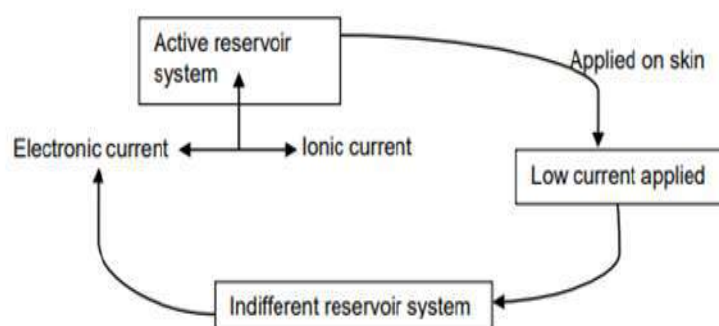 Active reservoir
system
Applied on skin
Electronic current
Ionic current
Low current applied
Indifferent reservoir system